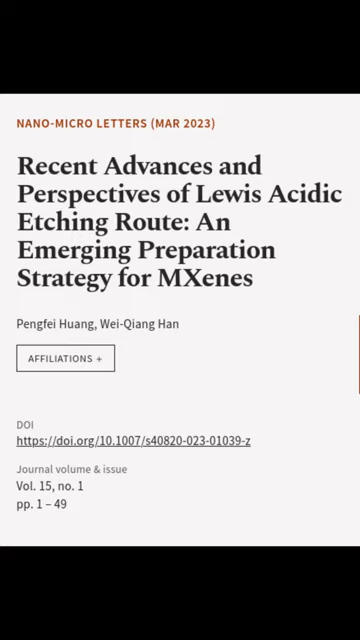 NANO-MICRO LETTERS (MAR 2023)
Recent Advances and
Perspectives of Lewis Acidic
Etching Route: An
Emerging Preparation
Strategy for MXenes
Pengfei Huang, Wei-Qiang Han
AFFILIATIONS +
DOI
https://doi.org/10.1007/s40820-023-01039-z
Journal volume & issue
Vol. 15, no. 1
pp. 1 – 49